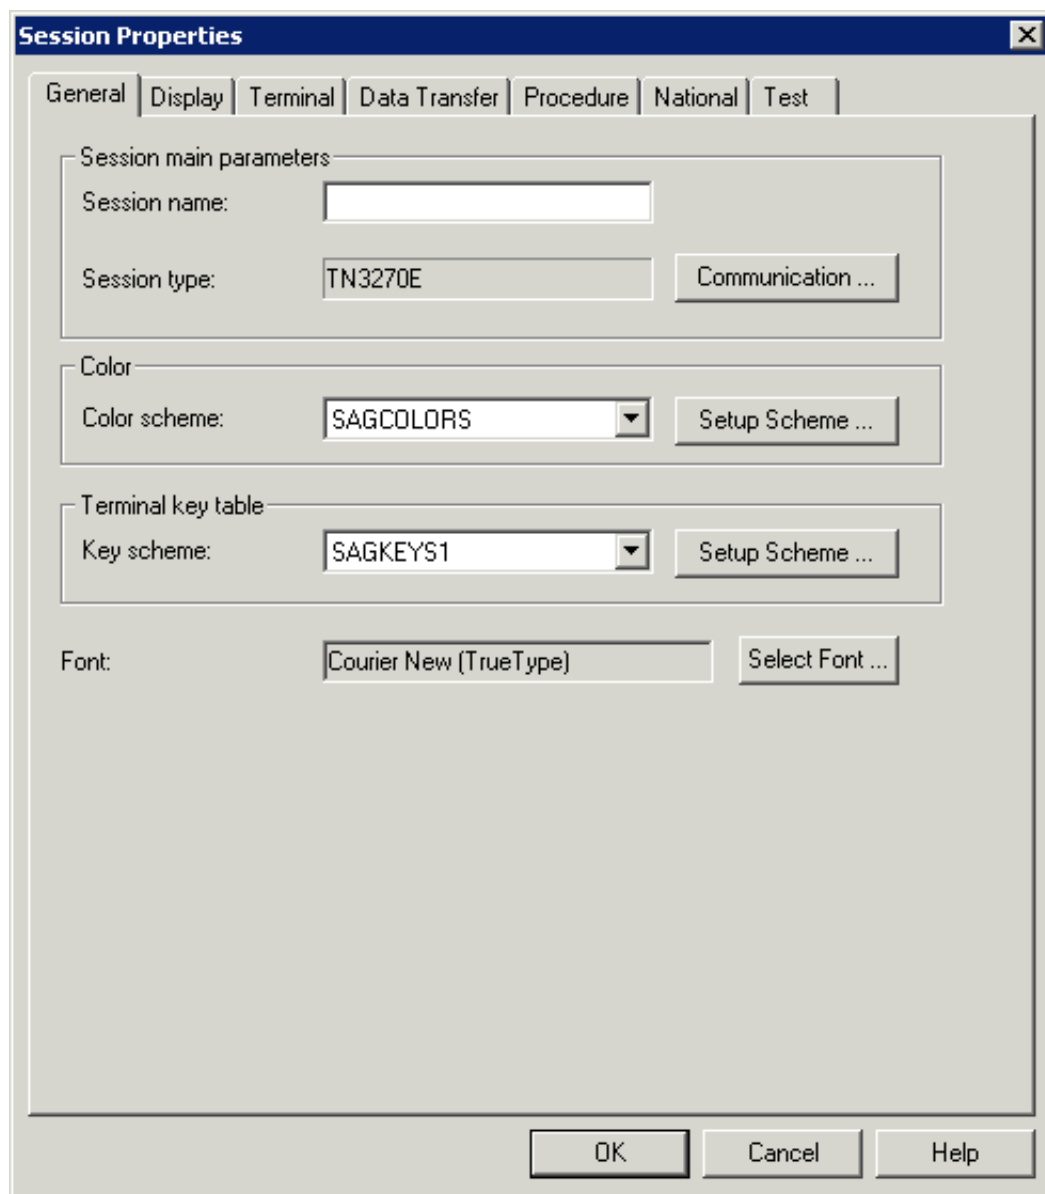 Session Properties
General Display Terminal Data Transfer Procedure National Test
Session main parameters
Session name:
Session type: TN3270E Communication ...
Color
Color scheme: SAGCOLORS Setup Scheme ...
Terminal key table
Key scheme: SAGKEYS1 Setup Scheme ...
Font: Courier New (TrueType) Select Font ...
OK Cancel Help